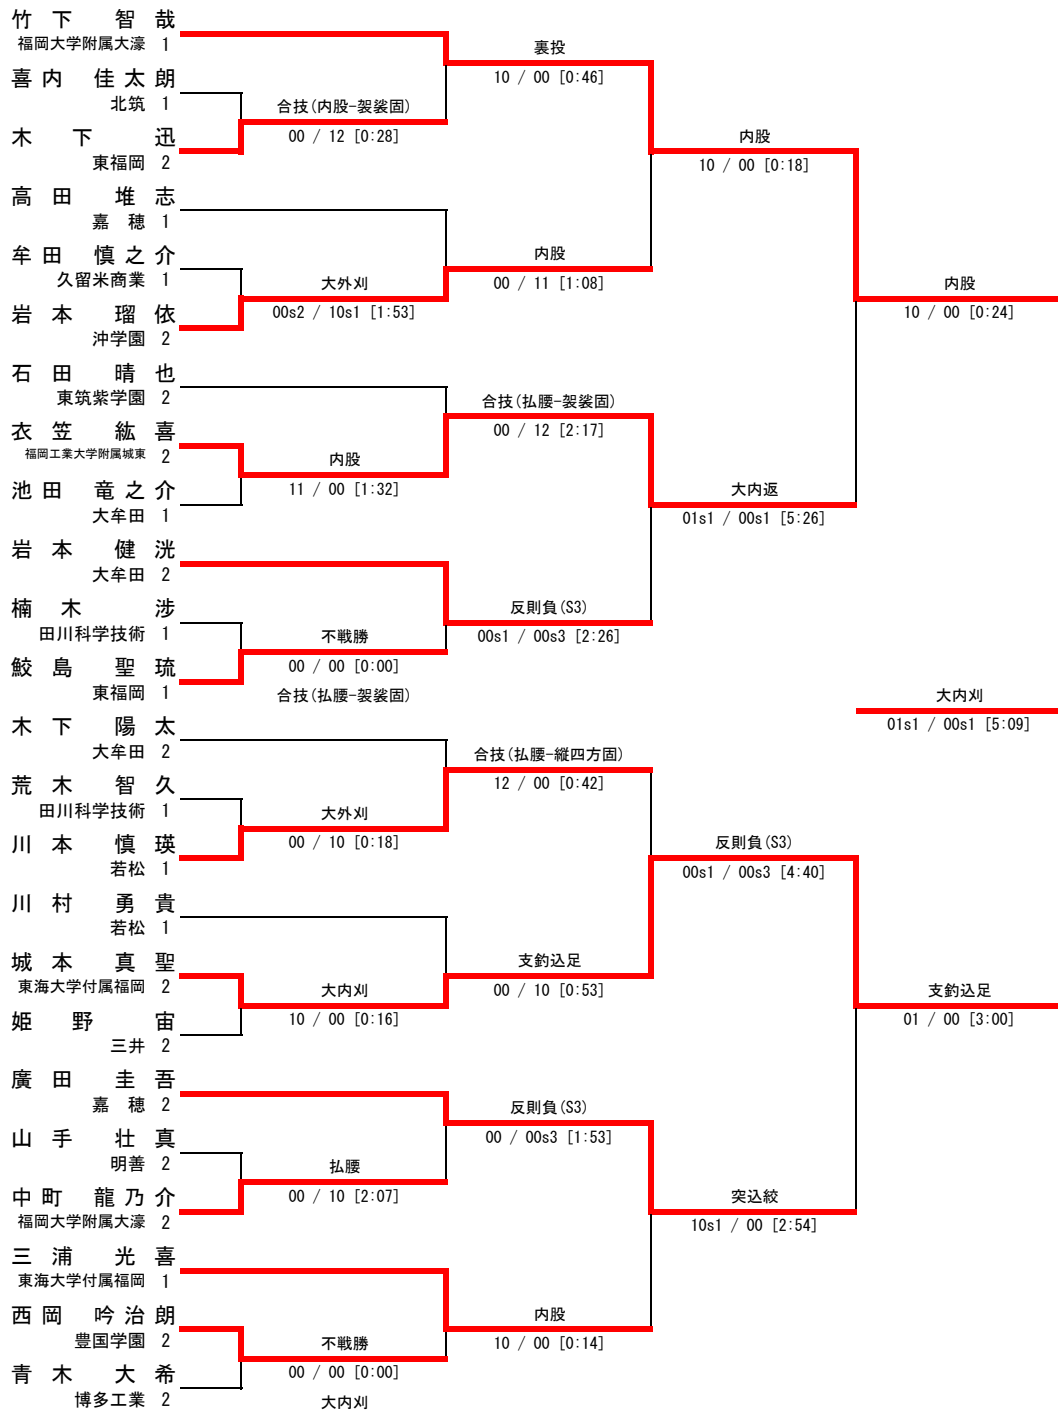 竹下 智哉
福岡大学附属大濠 1
裏投
10 / 00 [0:46]
喜内 佳太朗
北筑 1
合技(内股-袈裟固)
00 / 12 [0:28]
木下 迅
東福岡 2
内股
10 / 00 [0:18]
高田 堆志
嘉穂 1
内股
00 / 11 [1:08]
牟田 慎之介
久留米商業 1
大外刈
00s2 / 10s1 [1:53]
内股
10 / 00 [0:24]
岩本 瑠依
沖学園 2
石田 晴也
東筑紫学園 2
合技(払腰-袈裟固)
00 / 12 [2:17]
衣笠 紘喜
福岡工業大学附属城東 2
内股
11 / 00 [1:32]
池田 竜之介
大牟田 1
大内返
01s1 / 00s1 [5:26]
岩本 健洸
大牟田 2
反則負(S3)
00s1 / 00s3 [2:26]
楠木 渉
田川科学技術 1
不戦勝
00 / 00 [0:00]
合技(払腰-袈裟固)
鮫島 聖琉
東福岡 1
大内刈
01s1 / 00s1 [5:09]
木下 陽太
大牟田 2
合技(払腰-縦四方固)
12 / 00 [0:42]
荒木 智久
田川科学技術 1
大外刈
00 / 10 [0:18]
川本 慎瑛
若松 1
反則負(S3)
00s1 / 00s3 [4:40]
川村 勇貴
若松 1
支釣込足
00 / 10 [0:53]
城本 真聖
東海大学付属福岡 2
大内刈
10 / 00 [0:16]
支釣込足
01 / 00 [3:00]
姫野 宙
三井 2
廣田 圭吾
嘉穂 2
反則負(S3)
00 / 00s3 [1:53]
山手 壮真
明善 2
払腰
00 / 10 [2:07]
中町 龍乃介
福岡大学附属大濠 2
突込絞
10s1 / 00 [2:54]
三浦 光喜
東海大学付属福岡 1
内股
10 / 00 [0:14]
西岡 吟治朗
豊国学園 2
不戦勝
00 / 00 [0:00]
大内刈
青木 大希
博多工業 2